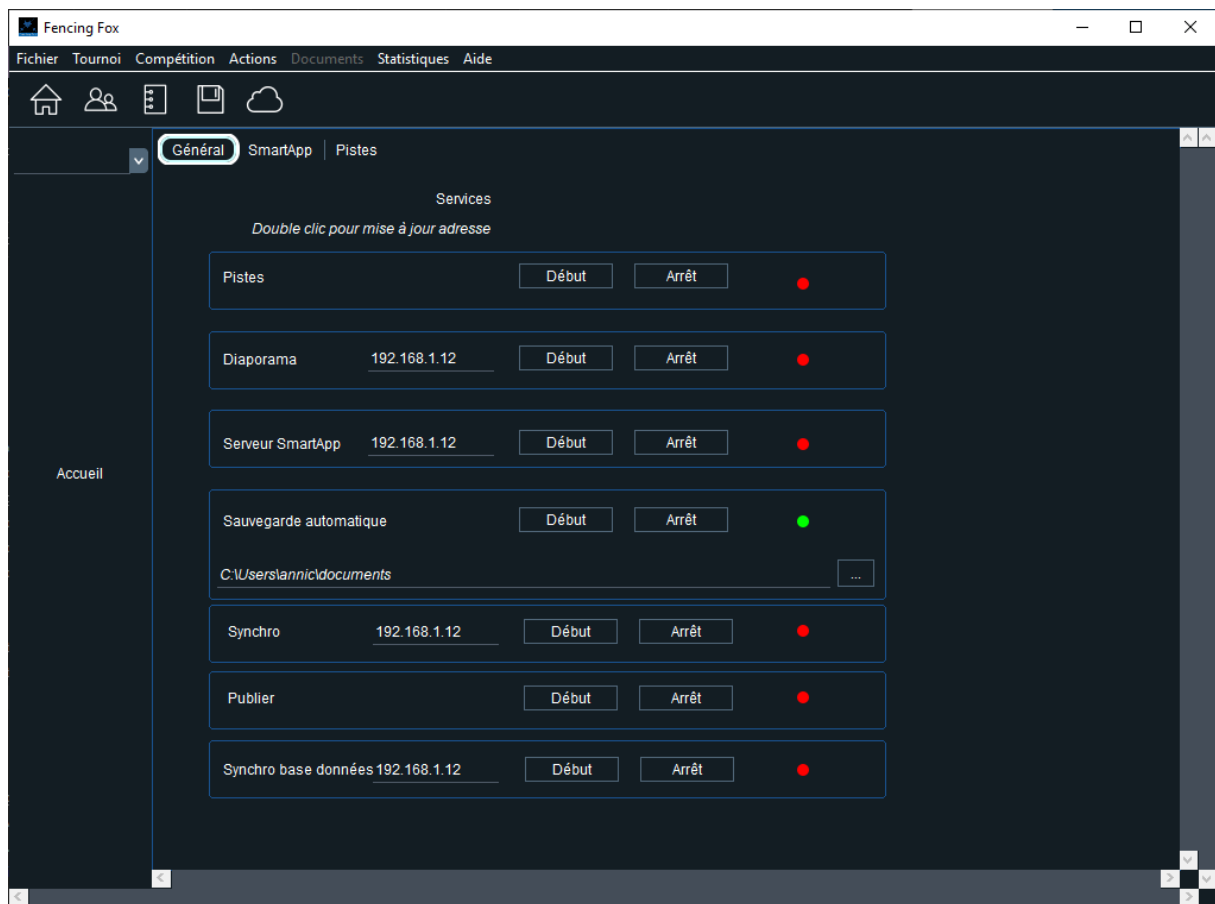 Fencing Fox
Fichier Tournoi Compétition Actions Documents Statistiques Aide
Général SmartApp Pistes
Services
Double clic pour mise à jour adresse
Pistes Début Arrêt
Diaporama 192.168.1.12 Début Arrêt
Serveur SmartApp 192.168.1.12 Début Arrêt
Accueil
Sauvegarde automatique Début Arrêt
C:\Users\annic\documents ...
Synchro 192.168.1.12 Début Arrêt
Publier Début Arrêt
Synchro base données 192.168.1.12 Début Arrêt